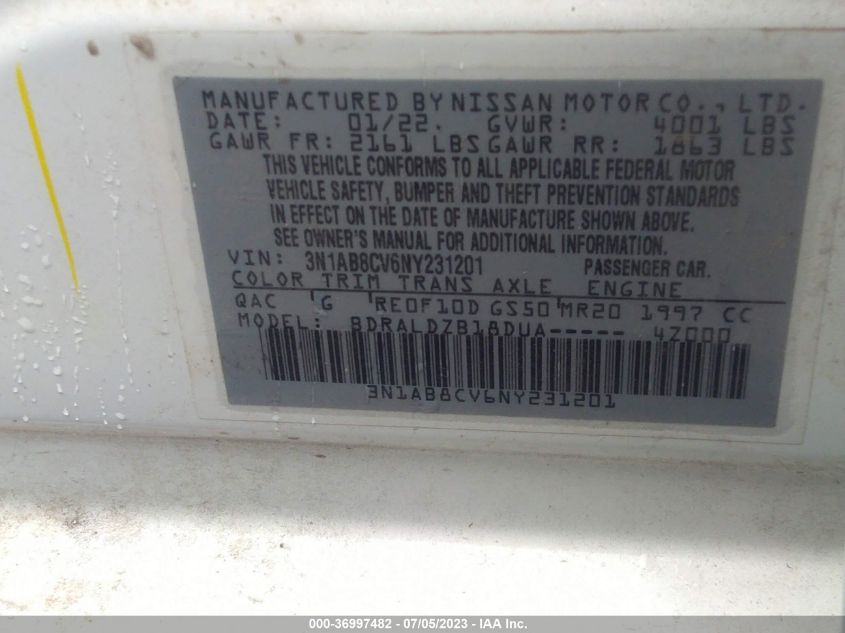 MANUFACTURED BY NISSAN MOTOR CO., LTD.
DATE: 01/22. GVWR: 4001 LBS
GAWR FR: 2161 LBS GAWR RR: 1863 LBS
THIS VEHICLE CONFORMS TO ALL APPLICABLE FEDERAL MOTOR
VEHICLE SAFETY, BUMPER AND THEFT PREVENTION STANDARDS
IN EFFECT ON THE DATE OF MANUFACTURE SHOWN ABOVE.
SEE OWNER'S MANUAL FOR ADDITIONAL INFORMATION.
VIN: 3N1AB8CV6NY231201 PASSENGER CAR.
COLOR TRIM TRANS AXLE ENGINE
QAC G RE0F10D GS50 MR20 1997 CC
MODEL: BDRALDZB18DUA----- 4Z000
3N1AB8CV6NY231201
000-36997482 - 07/05/2023 - IAA Inc.